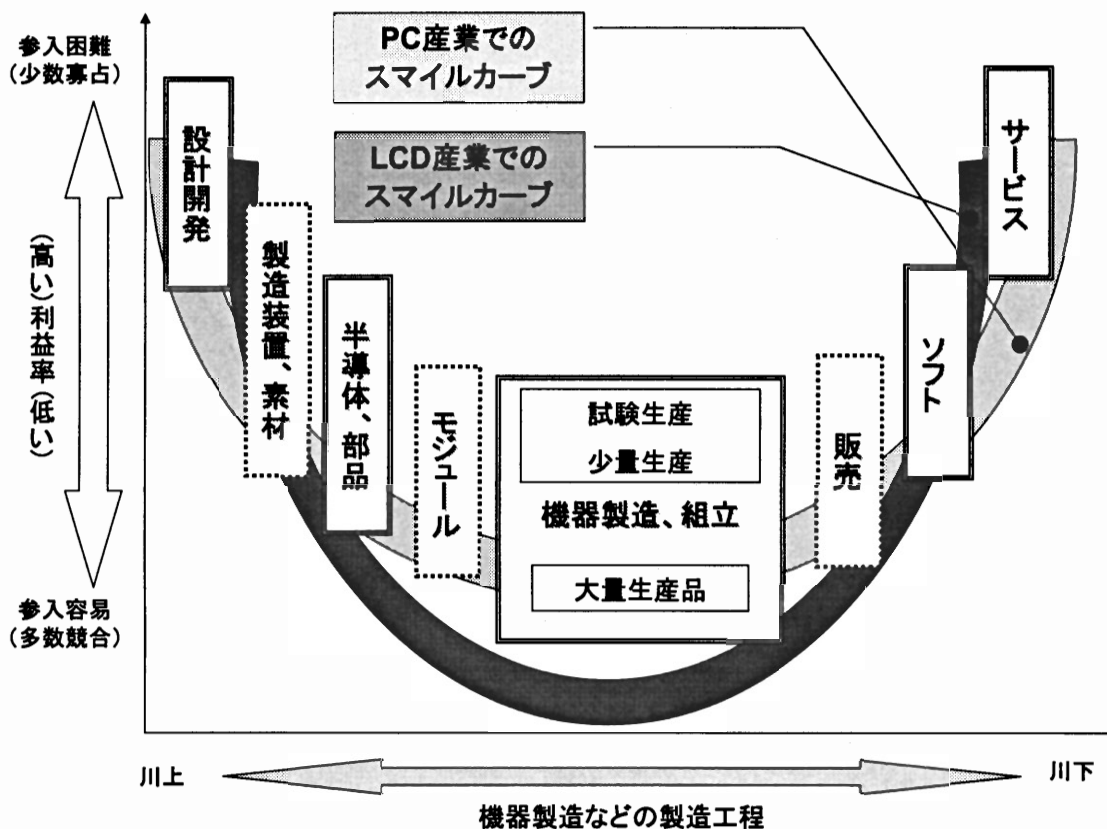 参入困難
(少数寡占)
PC産業での
スマイルカーブ
LCD産業での
スマイルカーブ
設計開発
製造装置、素材
半導体、部品
モジュール
試験生産
少量生産
機器製造、組立
大量生産品
販売
ソフト
サービス
(高い)利益率(低い)
参入容易
(多数競合)
川上
川下
機器製造などの製造工程